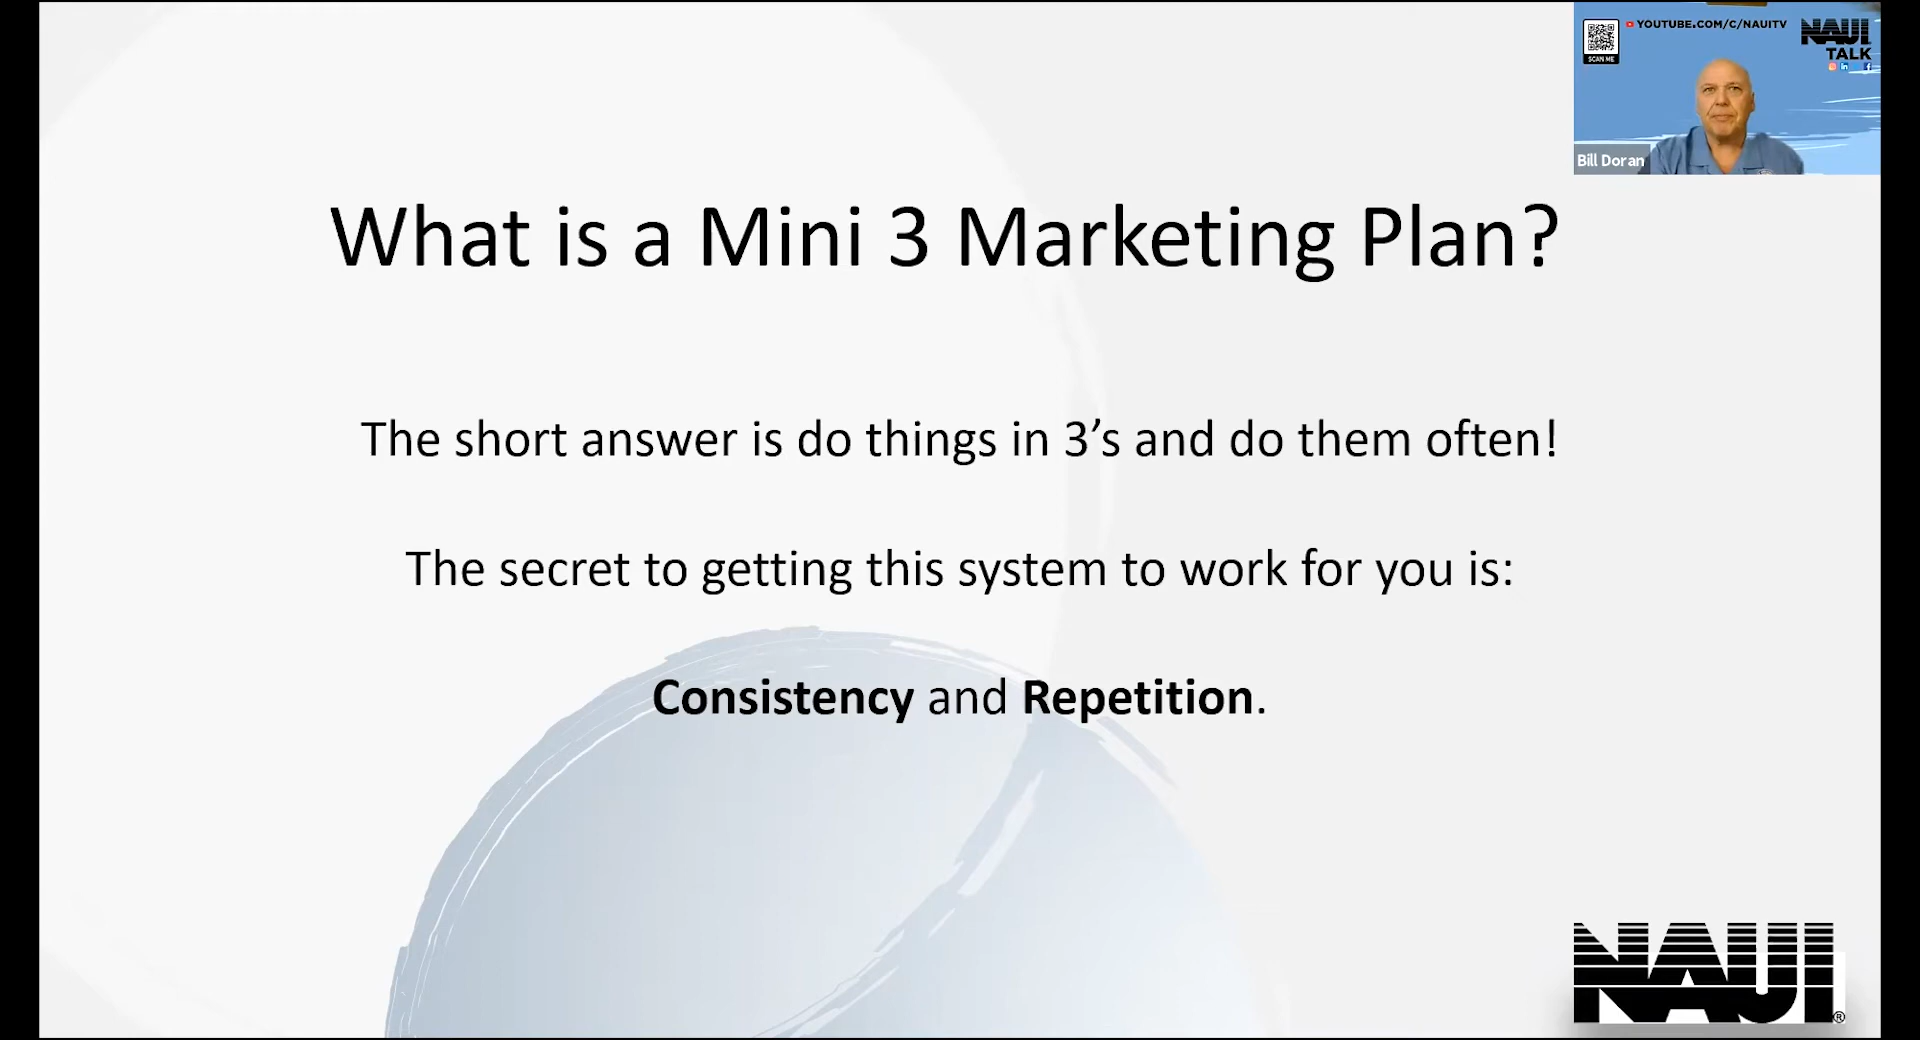 YOUTUBE.COM/C/NAUITV
NAUI
TALK
SCAN ME
Bill Doran
What is a Mini 3 Marketing Plan?
The short answer is do things in 3’s and do them often!
The secret to getting this system to work for you is:
Consistency and Repetition.
NAUI®